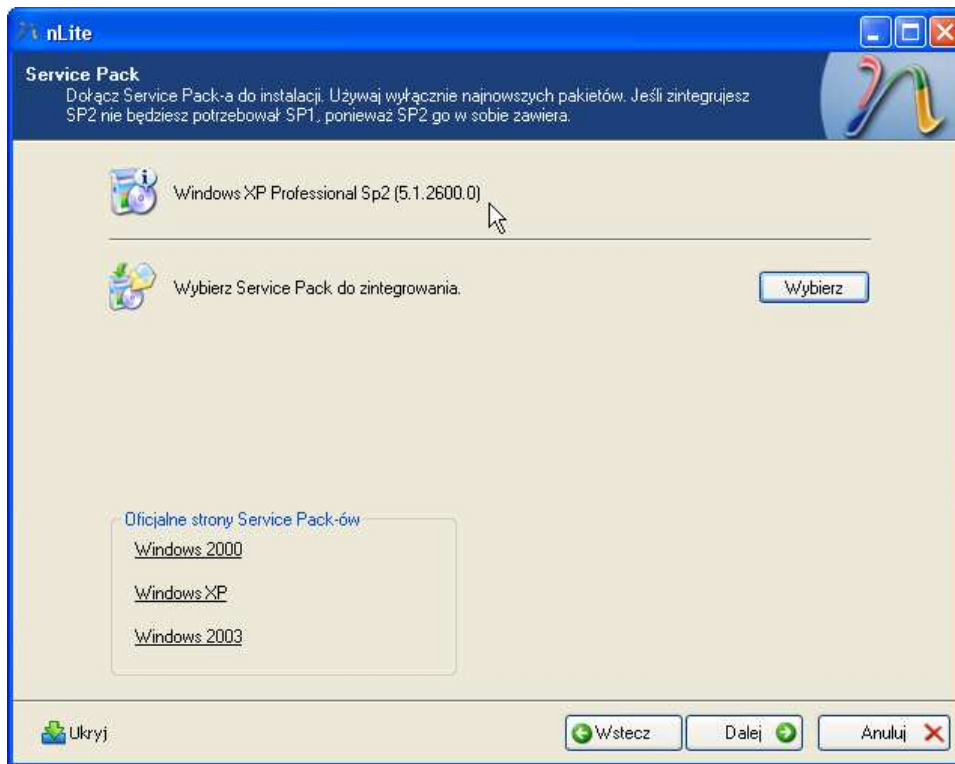 nLite
Service Pack
Dołącz Service Pack-a do instalacji. Używaj wyłącznie najnowszych pakietów. Jeśli zintegrujesz
SP2 nie będziesz potrzebował SP1, ponieważ SP2 go w sobie zawiera.
Windows XP Professional Sp2 (5.1.2600.0)
Wybierz Service Pack do zintegrowania.
Wybierz
Oficjalne strony Service Pack-ów
Windows 2000
Windows XP
Windows 2003
Ukryj
Wstecz
Dalej
Anuluj